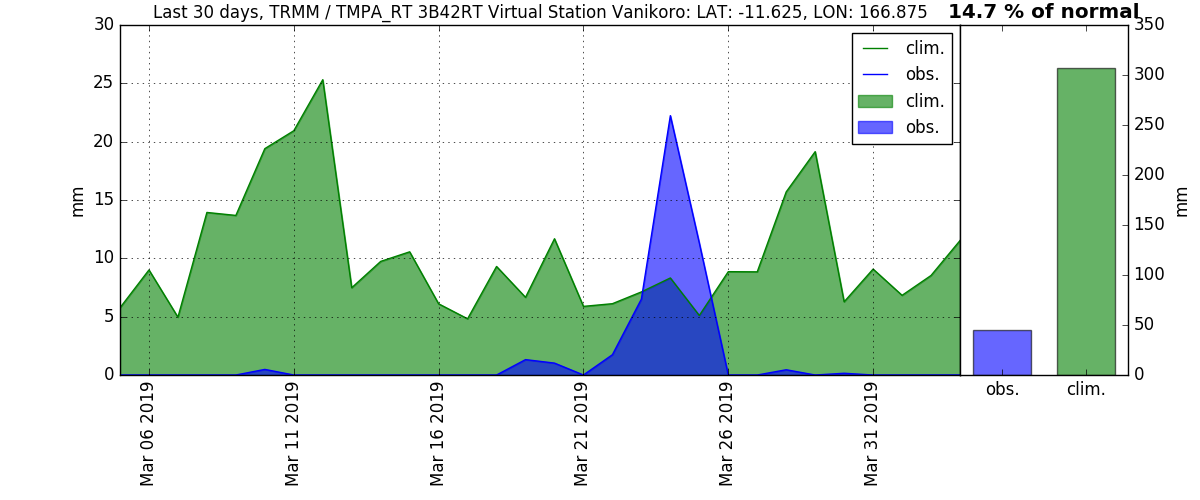 Last 30 days, TRMM / TMPA_RT 3B42RT Virtual Station Vanikoro: LAT: -11.625, LON: 166.875
14.7 % of normal
30
25
20
15
10
5
0
mm
clim.
obs.
clim.
obs.
Mar 06 2019
Mar 11 2019
Mar 16 2019
Mar 21 2019
Mar 26 2019
Mar 31 2019
350
300
250
200
150
100
50
0
mm
obs.
clim.